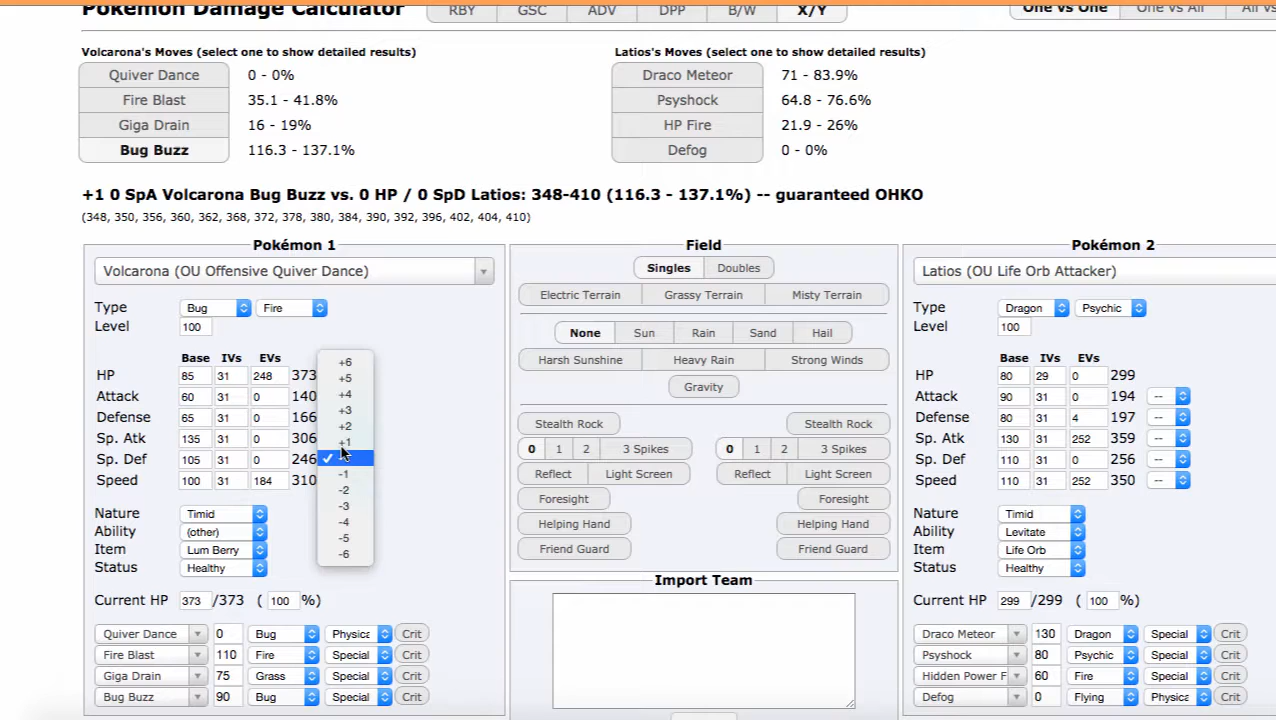 Pokémon Damage Calculator RBY GSC ADV DPP B/W X/Y One vs One One vs All All vs
Volcarona's Moves (select one to show detailed results)
Quiver Dance 0 - 0%
Fire Blast 35.1 - 41.8%
Giga Drain 16 - 19%
Bug Buzz 116.3 - 137.1%
Latios's Moves (select one to show detailed results)
Draco Meteor 71 - 83.9%
Psyshock 64.8 - 76.6%
HP Fire 21.9 - 26%
Defog 0 - 0%
+1 0 SpA Volcarona Bug Buzz vs. 0 HP / 0 SpD Latios: 348-410 (116.3 - 137.1%) -- guaranteed OHKO
(348, 350, 356, 360, 362, 368, 372, 378, 380, 384, 390, 392, 396, 402, 404, 410)
Pokémon 1
Volcarona (OU Offensive Quiver Dance)
Type Bug Fire
Level 100
Base IVs EVs
HP 85 31 248 373
Attack 60 31 0 140
Defense 65 31 0 166
Sp. Atk 135 31 0 306
Sp. Def 105 31 0 246
Speed 100 31 184 310
+6
+5
+4
+3
+2
+1
-1
-2
-3
-4
-5
-6
Nature Timid
Ability (other)
Item Lum Berry
Status Healthy
Current HP 373 /373 ( 100 %)
Quiver Dance 0 Bug Physica Crit
Fire Blast 110 Fire Special Crit
Giga Drain 75 Grass Special Crit
Bug Buzz 90 Bug Special Crit
Field
Singles Doubles
Electric Terrain Grassy Terrain Misty Terrain
None Sun Rain Sand Hail
Harsh Sunshine Heavy Rain Strong Winds
Gravity
Stealth Rock Stealth Rock
0 1 2 3 Spikes 0 1 2 3 Spikes
Reflect Light Screen Reflect Light Screen
Foresight Foresight
Helping Hand Helping Hand
Friend Guard Friend Guard
Import Team
Pokémon 2
Latios (OU Life Orb Attacker)
Type Dragon Psychic
Level 100
Base IVs EVs
HP 80 29 0 299
Attack 90 31 0 194 --
Defense 80 31 4 197 --
Sp. Atk 130 31 252 359 --
Sp. Def 110 31 0 256 --
Speed 110 31 252 350 --
Nature Timid
Ability Levitate
Item Life Orb
Status Healthy
Current HP 299 /299 ( 100 %)
Draco Meteor 130 Dragon Special Crit
Psyshock 80 Psychic Special Crit
Hidden Power F 60 Fire Special Crit
Defog 0 Flying Physica Crit